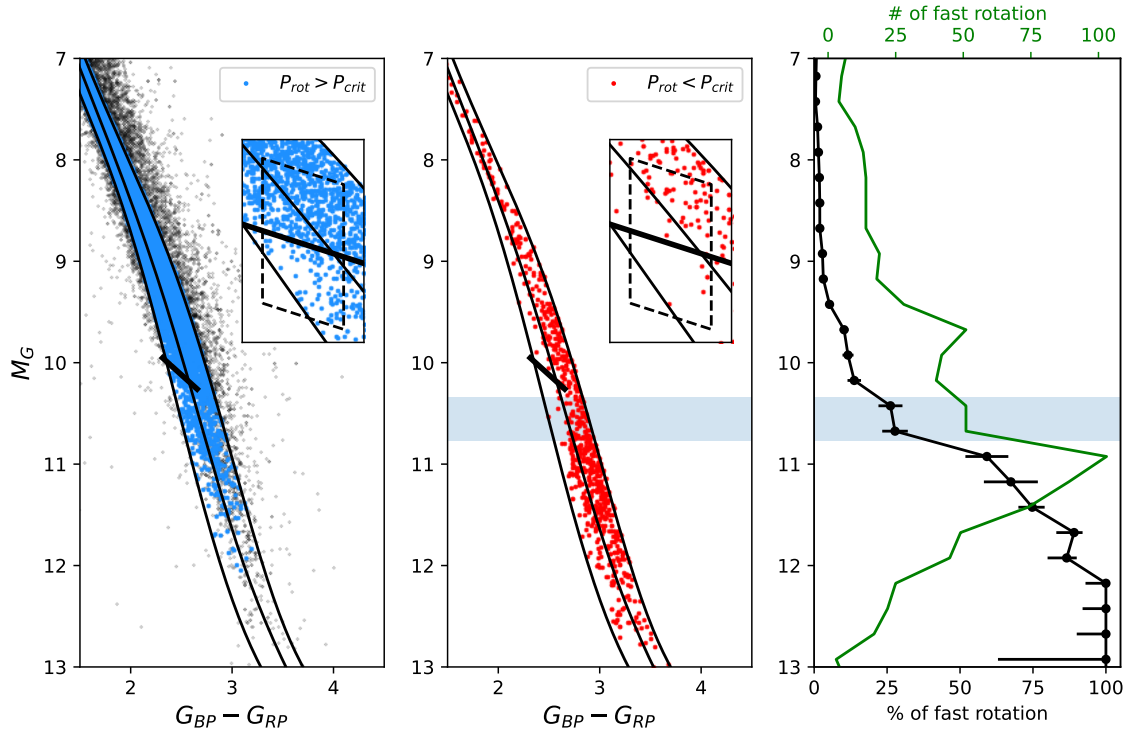 # of fast rotation
0 25 50 75 100
7
8
9
10
11
12
13
M_G
P_rot > P_crit
2 3 4
G_BP − G_RP
7
8
9
10
11
12
13
P_rot < P_crit
2 3 4
G_BP − G_RP
7
8
9
10
11
12
13
0 25 50 75 100
% of fast rotation